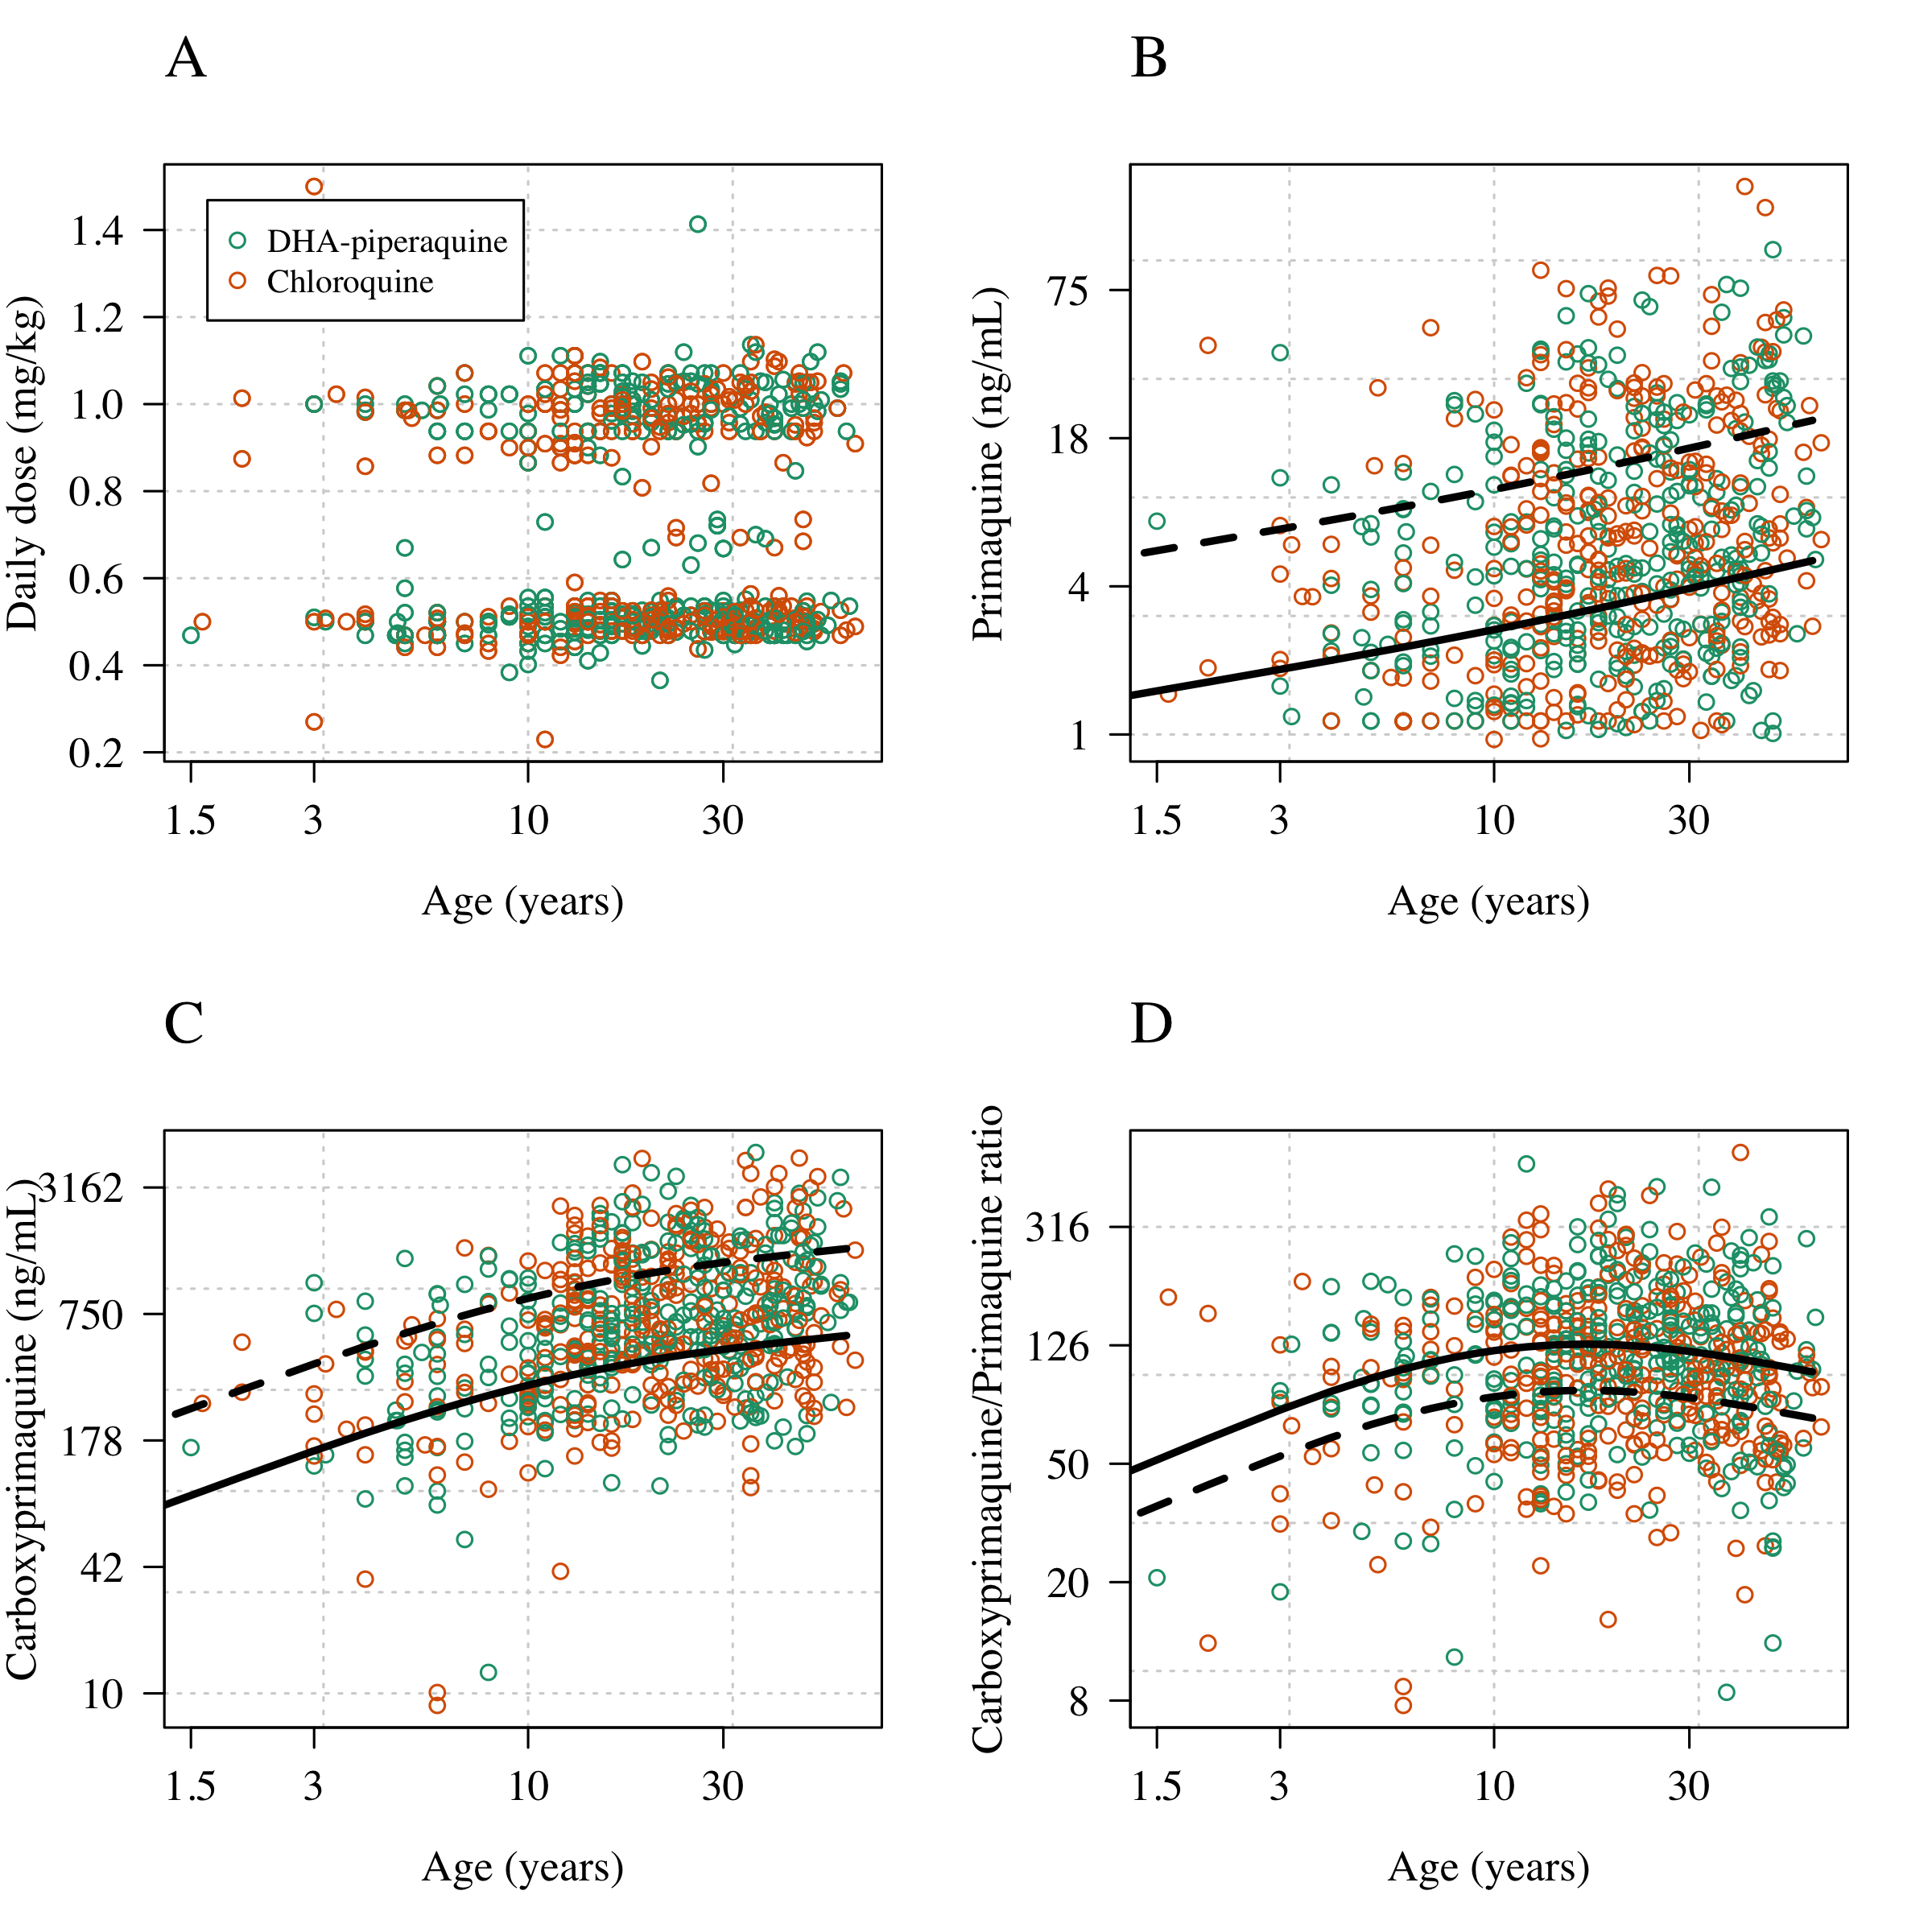 A
Daily dose (mg/kg)
1.4
1.2
1.0
0.8
0.6
0.4
0.2
DHA-piperaquine
Chloroquine
1.5 3 10 30
Age (years)
B
Primaquine (ng/mL)
75
18
4
1
1.5 3 10 30
Age (years)
C
Carboxyprimaquine (ng/mL)
3162
750
178
42
10
1.5 3 10 30
Age (years)
D
Carboxyprimaquine/Primaquine ratio
316
126
50
20
8
1.5 3 10 30
Age (years)